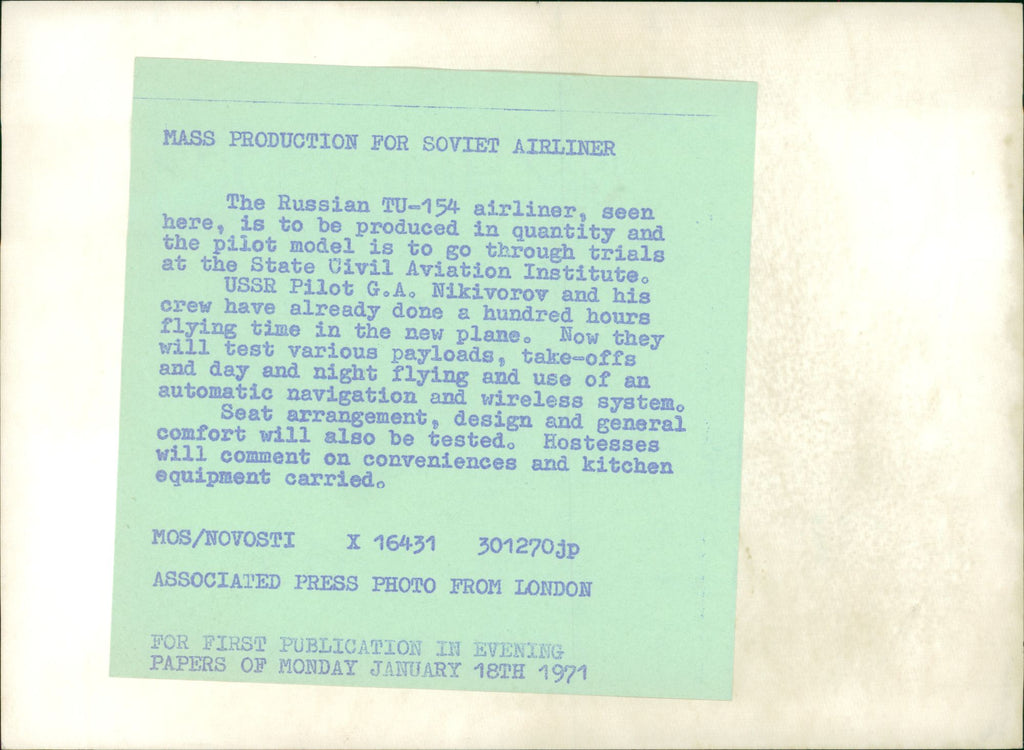 MASS PRODUCTION FOR SOVIET AIRLINER
The Russian TU-154 airliner, seen
here, is to be produced in quantity and
the pilot model is to go through trials
at the State Civil Aviation Institute.
USSR Pilot G.A. Nikivorov and his
crew have already done a hundred hours
flying time in the new plane. Now they
will test various payloads, take-offs
and day and night flying and use of an
automatic navigation and wireless system.
Seat arrangement, design and general
comfort will also be tested. Hostesses
will comment on conveniences and kitchen
equipment carried.
MOS/NOVOSTI X 16431 301270jp
ASSOCIATED PRESS PHOTO FROM LONDON
FOR FIRST PUBLICATION IN EVENING
PAPERS OF MONDAY JANUARY 18TH 1971